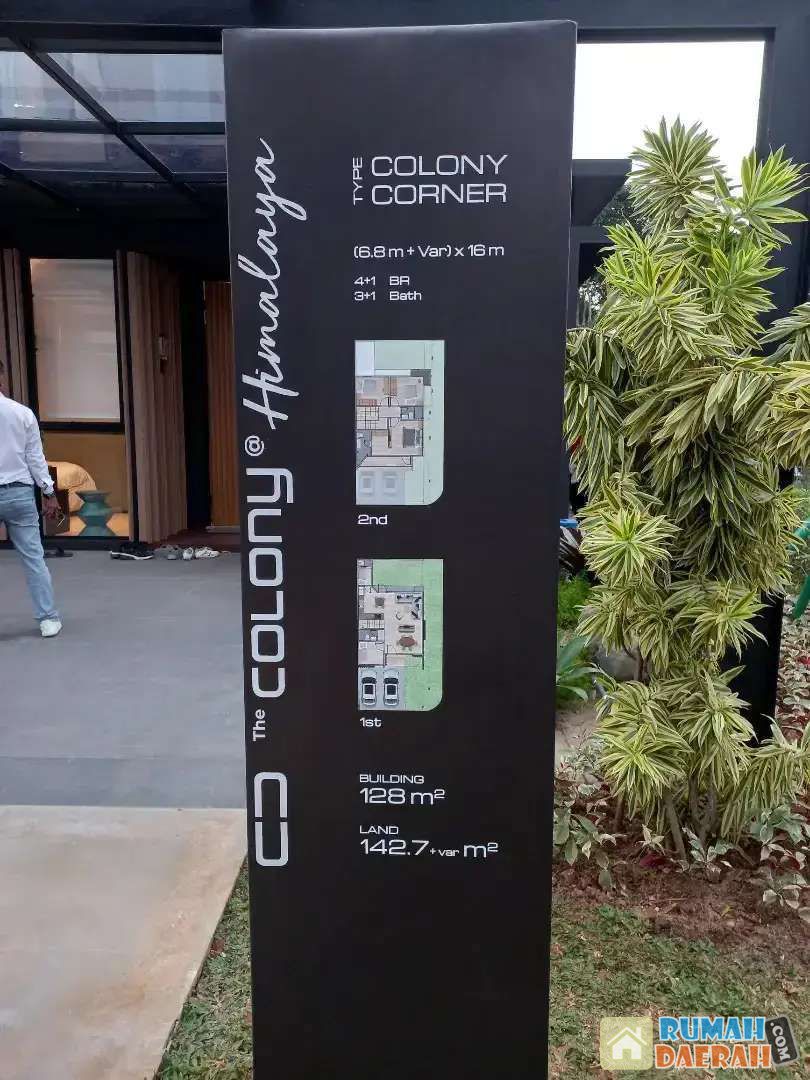 The COLONY @ Himalaya
TYPE
COLONY
CORNER
(6.8 m + Var) x 16 m
4+1 BR
3+1 Bath
2nd
1st
BUILDING
128 m²
LAND
142.7 + var m²
RUMAH
DAERAH
.COM